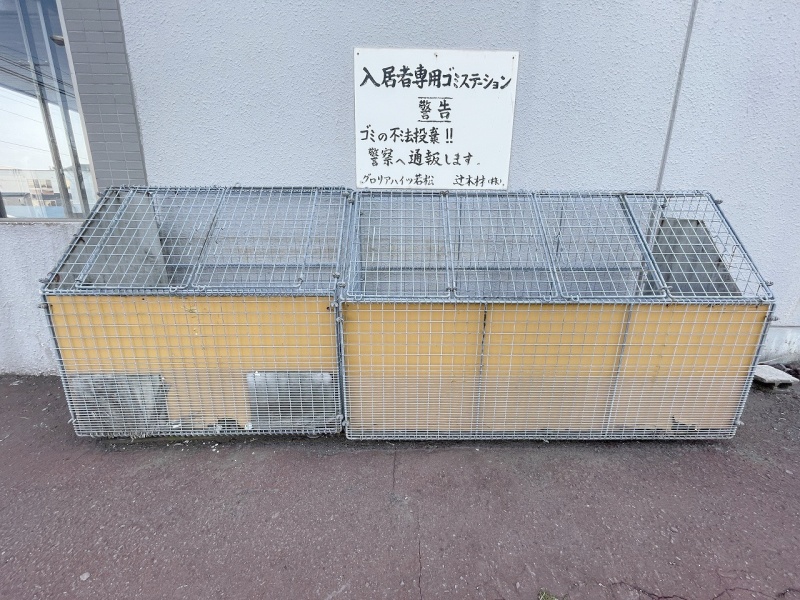 入居者専用ゴミステーション
警告
ゴミの不法投棄!!
警察へ通報します。
グロリアハイツ若松 辻木材(株).